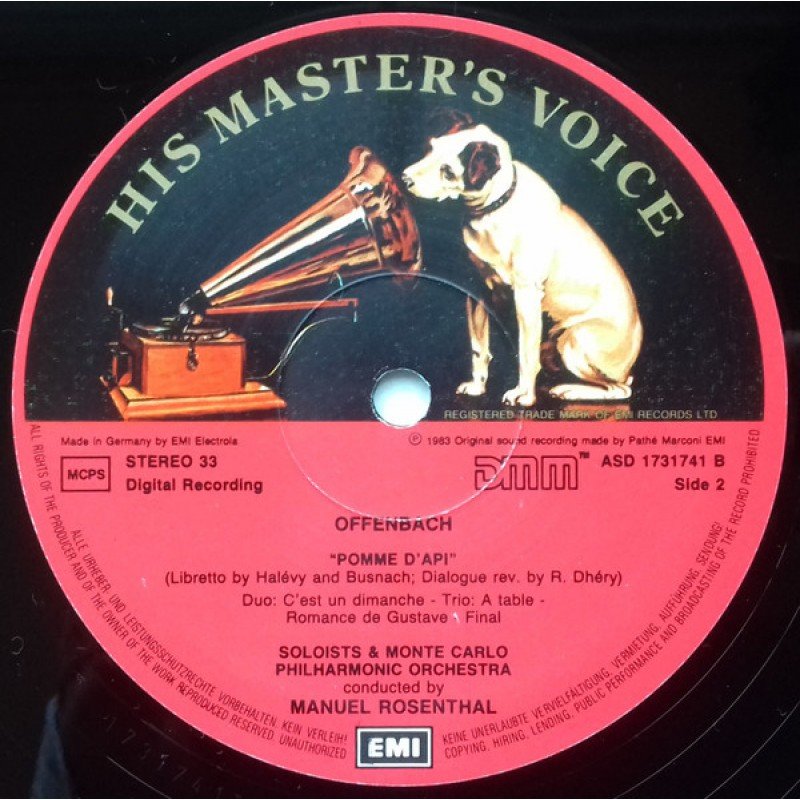 HIS MASTER'S VOICE
REGISTERED TRADE MARK OF EMI RECORDS LTD
Made in Germany by EMI Electrola
℗ 1983 Original sound recording made by Pathé Marconi EMI
MCPS
STEREO 33
Digital Recording
DMM™
ASD 1731741 B
Side 2
OFFENBACH
"POMME D'API"
(Libretto by Halévy and Busnach; Dialogue rev. by R. Dhéry)
Duo: C'est un dimanche - Trio: A table -
Romance de Gustave - Final
SOLOISTS & MONTE CARLO
PHILHARMONIC ORCHESTRA
conducted by
MANUEL ROSENTHAL
EMI
ALLE URHEBER- UND LEISTUNGSSCHUTZRECHTE VORBEHALTEN. KEIN VERLEIH! KEINE UNERLAUBTE VERVIELFÄLTIGUNG, VERMIETUNG, AUFFÜHRUNG, SENDUNG!
ALL RIGHTS OF THE PRODUCER AND OF THE OWNER OF THE WORK REPRODUCED RESERVED. UNAUTHORIZED COPYING, HIRING, LENDING, PUBLIC PERFORMANCE AND BROADCASTING OF THE RECORD PROHIBITED